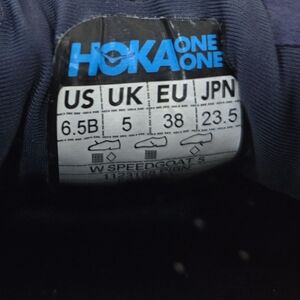 HOKA ONE ONE
US UK EU JPN
6.5B 5 38 23.5
W SPEEDGOAT 5